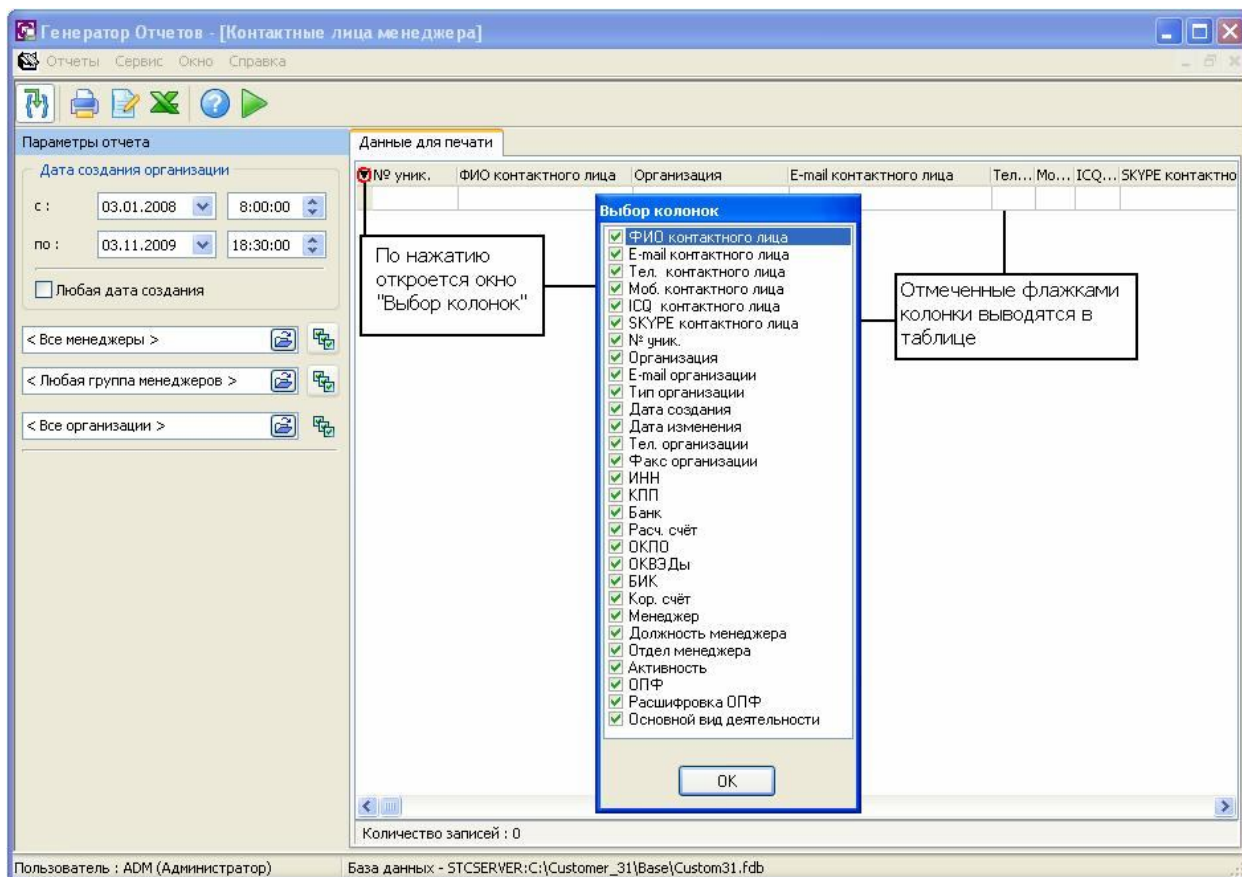 Генератор Отчетов - [Контактные лица менеджера]
Отчеты Сервис Окно Справка
Параметры отчета
Дата создания организации
с : 03.01.2008 8:00:00
по : 03.11.2009 18:30:00
Любая дата создания
< Все менеджеры >
< Любая группа менеджеров >
< Все организации >
Данные для печати
№ уник. ФИО контактного лица Организация E-mail контактного лица Тел... Мо... ICQ... SKYPE контактно
По нажатию
откроется окно
"Выбор колонок"
Выбор колонок
ФИО контактного лица
E-mail контактного лица
Тел. контактного лица
Моб. контактного лица
ICQ контактного лица
SKYPE контактного лица
№ уник.
Организация
E-mail организации
Тип организации
Дата создания
Дата изменения
Тел. организации
Факс организации
ИНН
КПП
Банк
Расч. счёт
ОКПО
ОКВЭДы
БИК
Кор. счёт
Менеджер
Должность менеджера
Отдел менеджера
Активность
ОПФ
Расшифровка ОПФ
Основной вид деятельности
OK
Отмеченные флажками
колонки выводятся в
таблице
Количество записей : 0
Пользователь : ADM (Администратор) База данных - STCSERVER:C:\Customer_31\Base\Custom31.fdb